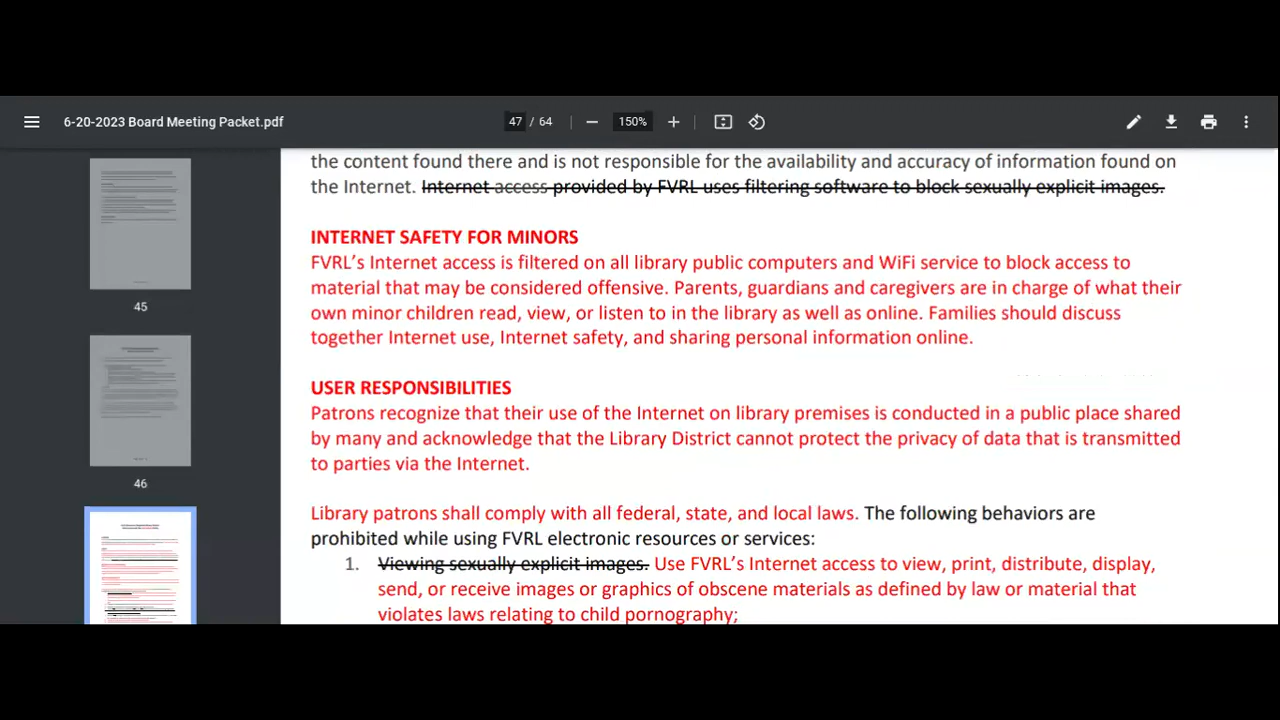 6-20-2023 Board Meeting Packet.pdf
47 / 64
150%
the content found there and is not responsible for the availability and accuracy of information found on
the Internet. Internet access provided by FVRL uses filtering software to block sexually explicit images.
INTERNET SAFETY FOR MINORS
FVRL's Internet access is filtered on all library public computers and WiFi service to block access to
material that may be considered offensive. Parents, guardians and caregivers are in charge of what their
own minor children read, view, or listen to in the library as well as online. Families should discuss
together Internet use, Internet safety, and sharing personal information online.
USER RESPONSIBILITIES
Patrons recognize that their use of the Internet on library premises is conducted in a public place shared
by many and acknowledge that the Library District cannot protect the privacy of data that is transmitted
to parties via the Internet.
Library patrons shall comply with all federal, state, and local laws. The following behaviors are
prohibited while using FVRL electronic resources or services:
1. Viewing sexually explicit images. Use FVRL's Internet access to view, print, distribute, display,
send, or receive images or graphics of obscene materials as defined by law or material that
violates laws relating to child pornography;
45
46